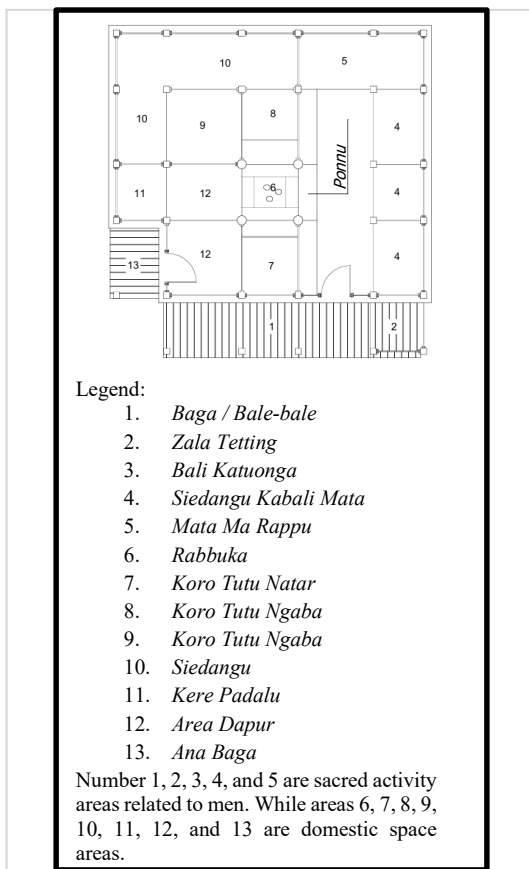 10
5
10
9
8
4
Ponnu
11
12
6
4
12
7
4
13
1
2
Legend:
1. Baga / Bale-bale
2. Zala Tetting
3. Bali Katuonga
4. Siedangu Kabali Mata
5. Mata Ma Rappu
6. Rabbuka
7. Koro Tutu Natar
8. Koro Tutu Ngaba
9. Koro Tutu Ngaba
10. Siedangu
11. Kere Padalu
12. Area Dapur
13. Ana Baga
Number 1, 2, 3, 4, and 5 are sacred activity
areas related to men. While areas 6, 7, 8, 9,
10, 11, 12, and 13 are domestic space
areas.